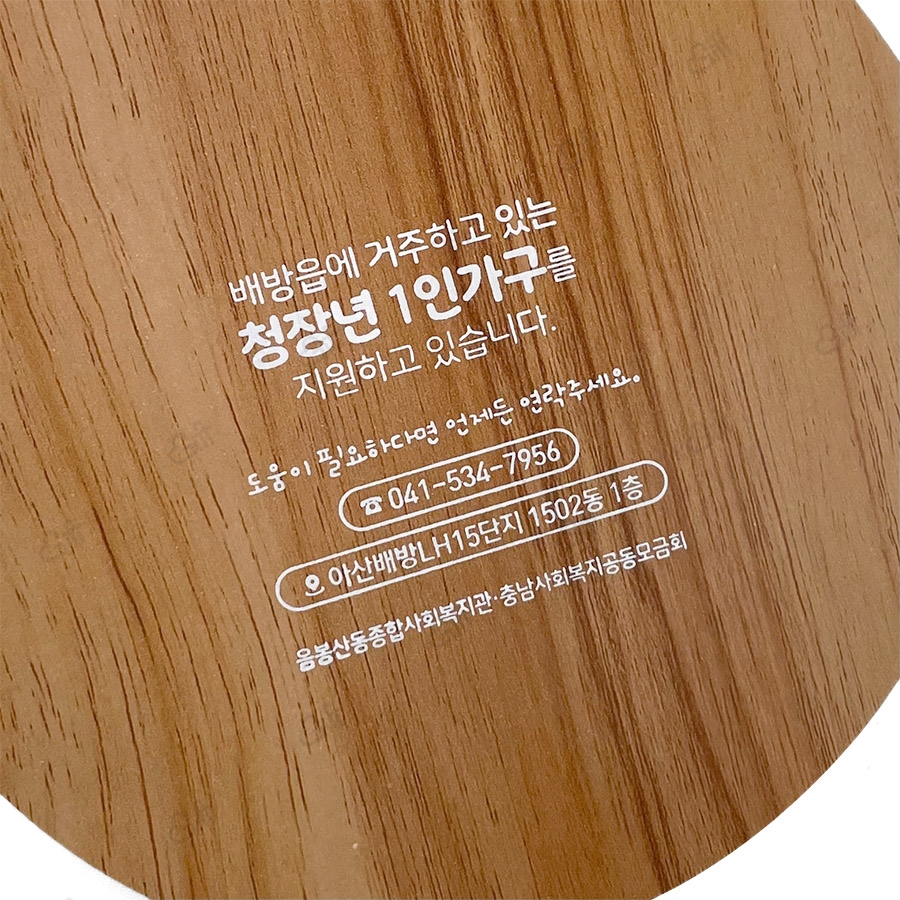 배방읍에 거주하고 있는
청장년 1인가구를
지원하고 있습니다.
도움이 필요하다면 언제든 연락주세요.
☎ 041-534-7956
아산배방LH15단지 1502동 1층
음봉산동종합사회복지관·충남사회복지공동모금회